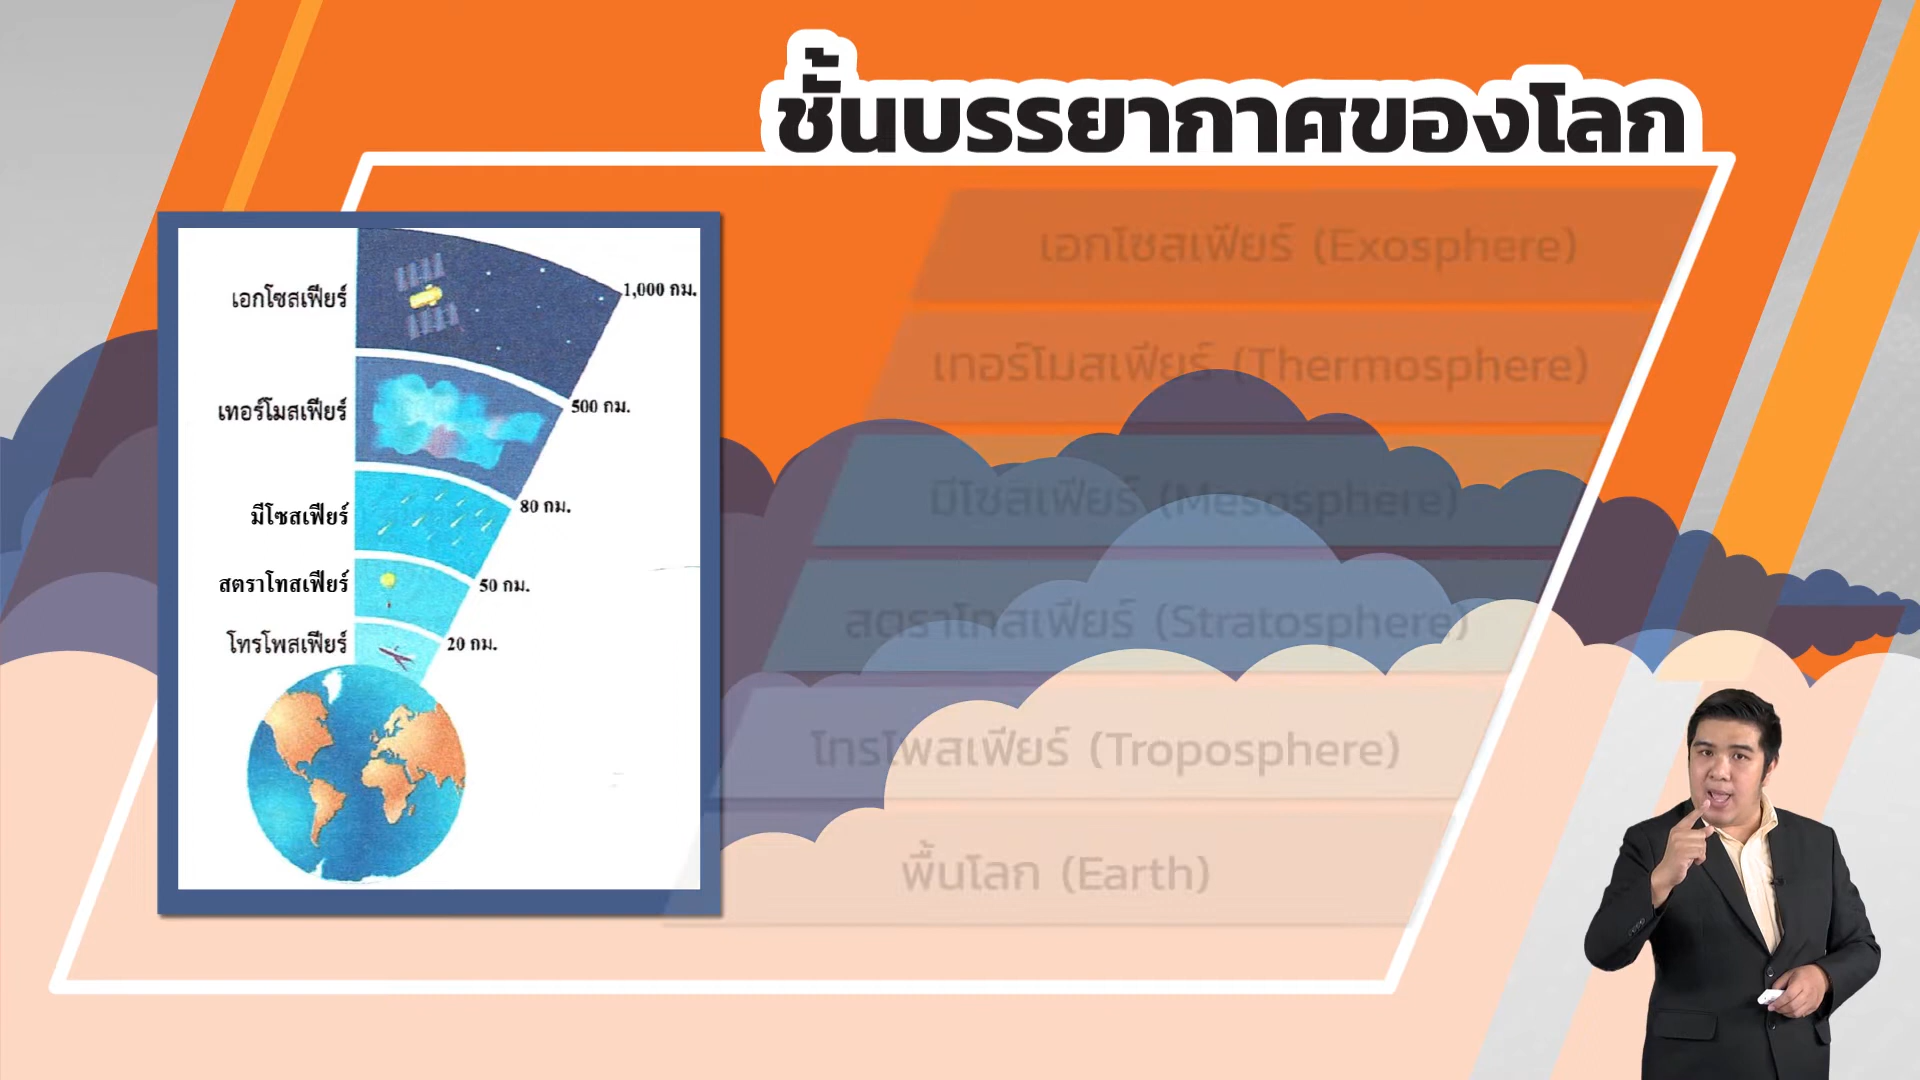 ชั้นบรรยากาศของโลก
เอกโซสเฟียร์
1,000 กม.
เทอร์โมสเฟียร์
500 กม.
มีโซสเฟียร์
80 กม.
สตราโทสเฟียร์
50 กม.
โทรโพสเฟียร์
20 กม.
เอกโซสเฟียร์ (Exosphere)
เทอร์โมสเฟียร์ (Thermosphere)
มีโซสเฟียร์ (Mesosphere)
สตราโทสเฟียร์ (Stratosphere)
โทรโพสเฟียร์ (Troposphere)
พื้นโลก (Earth)